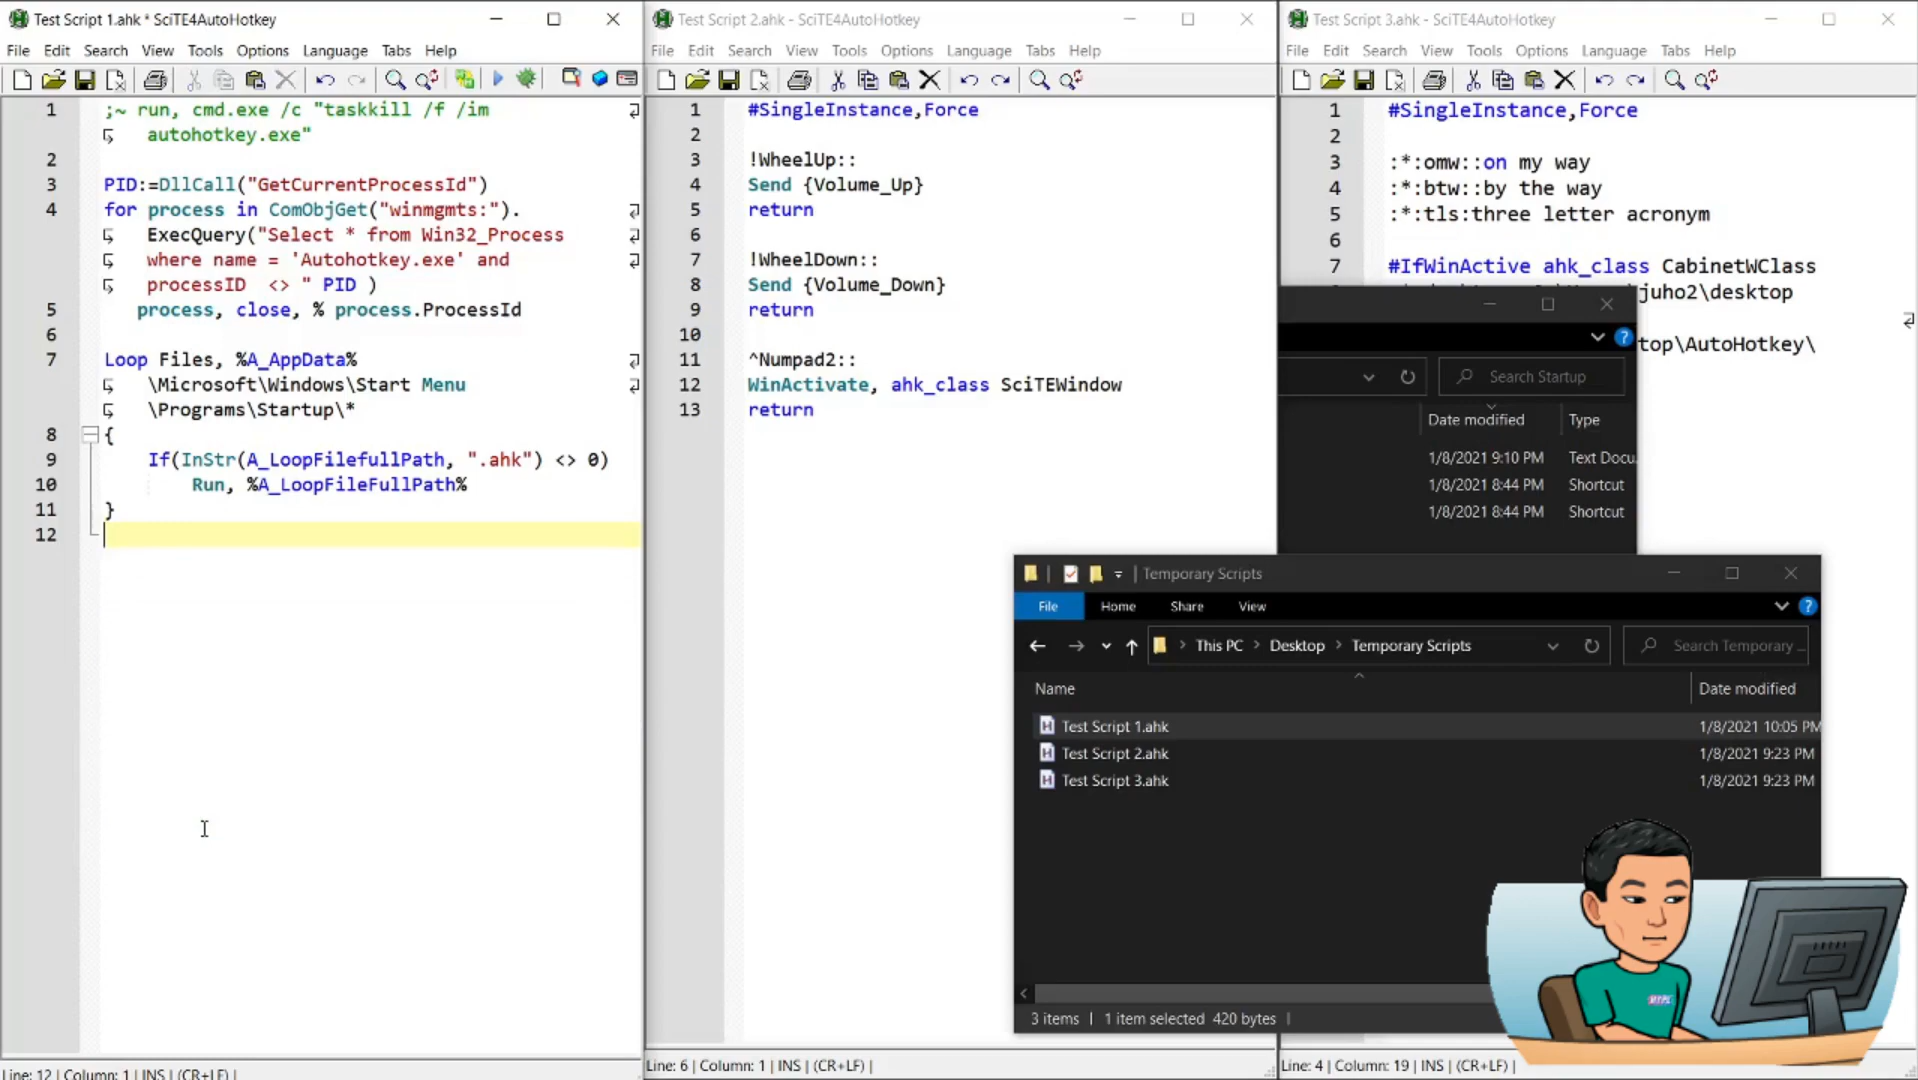 Test Script 1.ahk * SciTE4AutoHotkey
File Edit Search View Tools Options Language Tabs Help
1 ;~ run, cmd.exe /c "taskkill /f /im
autohotkey.exe"
2
3 PID:=DllCall("GetCurrentProcessId")
4 for process in ComObjGet("winmgmts:").
ExecQuery("Select * from Win32_Process
where name = 'Autohotkey.exe' and
processID <> " PID )
5 process, close, % process.ProcessId
6
7 Loop Files, %A_AppData%
\Microsoft\Windows\Start Menu
\Programs\Startup\*
8 {
9 If(InStr(A_LoopFilefullPath, ".ahk") <> 0)
10 Run, %A_LoopFileFullPath%
11 }
12
Line: 12 | Column: 1 | INS | (CR+LF) |
Test Script 2.ahk - SciTE4AutoHotkey
File Edit Search View Tools Options Language Tabs Help
1 #SingleInstance,Force
2
3 !WheelUp::
4 Send {Volume_Up}
5 return
6
7 !WheelDown::
8 Send {Volume_Down}
9 return
10
11 ^Numpad2::
12 WinActivate, ahk_class SciTEWindow
13 return
Line: 6 | Column: 1 | INS | (CR+LF) |
Test Script 3.ahk - SciTE4AutoHotkey
File Edit Search View Tools Options Language Tabs Help
1 #SingleInstance,Force
2
3 :*:omw::on my way
4 :*:btw::by the way
5 :*:tls:three letter acronym
6
7 #IfWinActive ahk_class CabinetWClass
juho2\desktop
top\AutoHotkey\
Line: 4 | Column: 19 | INS | (CR+LF) |
Search Startup
Date modified Type
1/8/2021 9:10 PM Text Docu
1/8/2021 8:44 PM Shortcut
1/8/2021 8:44 PM Shortcut
Temporary Scripts
File Home Share View
This PC > Desktop > Temporary Scripts Search Temporary ...
Name Date modified
Test Script 1.ahk 1/8/2021 10:05 PM
Test Script 2.ahk 1/8/2021 9:23 PM
Test Script 3.ahk 1/8/2021 9:23 PM
3 items | 1 item selected 420 bytes |